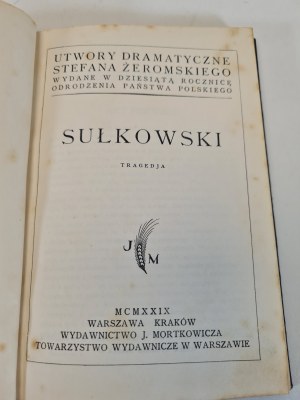 UTWORY DRAMATYCZNE
STEFANA ŻEROMSKIEGO
WYDANE W DZIESIĄTĄ ROCZNICĘ
ODRODZENIA PAŃSTWA POLSKIEGO
SUŁKOWSKI
TRAGEDJA
J M
MCMXXIX
WARSZAWA KRAKÓW
WYDAWNICTWO J. MORTKOWICZA
TOWARZYSTWO WYDAWNICZE W WARSZAWIE